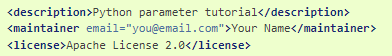 <description>Python parameter tutorial</description>
<maintainer email="you@email.com">Your Name</maintainer>
<license>Apache License 2.0</license>